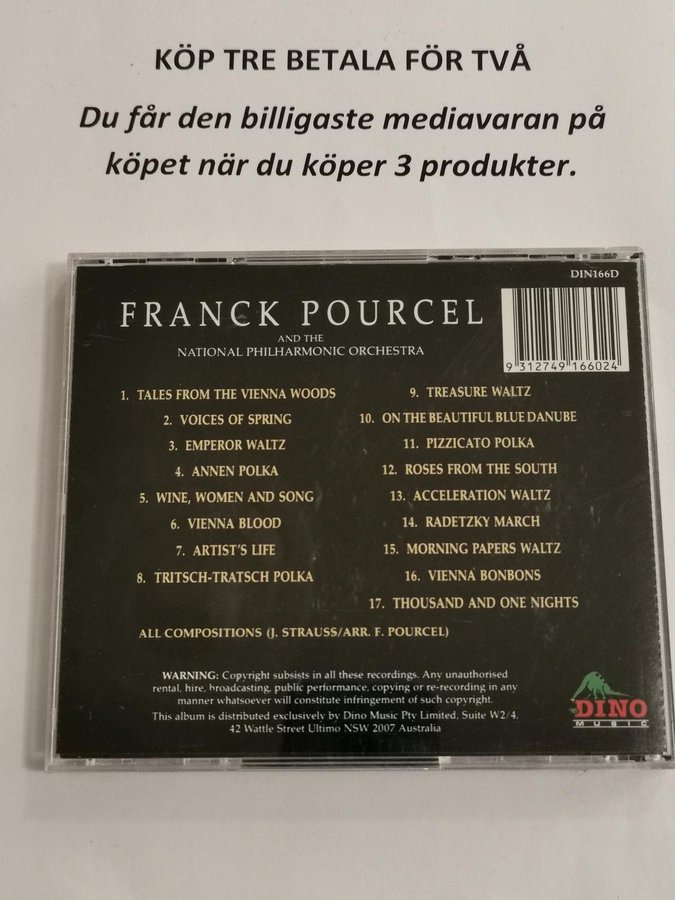 KÖP TRE BETALA FÖR TVÅ
Du får den billigaste mediavaran på
köpet när du köper 3 produkter.
DIN166D
FRANCK POURCEL
AND THE
NATIONAL PHILHARMONIC ORCHESTRA
9 312749 166024
1. TALES FROM THE VIENNA WOODS
2. VOICES OF SPRING
3. EMPEROR WALTZ
4. ANNEN POLKA
5. WINE, WOMEN AND SONG
6. VIENNA BLOOD
7. ARTIST'S LIFE
8. TRITSCH-TRATSCH POLKA
9. TREASURE WALTZ
10. ON THE BEAUTIFUL BLUE DANUBE
11. PIZZICATO POLKA
12. ROSES FROM THE SOUTH
13. ACCELERATION WALTZ
14. RADETZKY MARCH
15. MORNING PAPERS WALTZ
16. VIENNA BONBONS
17. THOUSAND AND ONE NIGHTS
ALL COMPOSITIONS (J. STRAUSS/ARR. F. POURCEL)
WARNING: Copyright subsists in all these recordings. Any unauthorised
rental, hire, broadcasting, public performance, copying or re-recording in any
manner whatsoever will constitute infringement of such copyright.
This album is distributed exclusively by Dino Music Pty Limited, Suite W2/4,
42 Wattle Street Ultimo NSW 2007 Australia
DINO
MUSIC